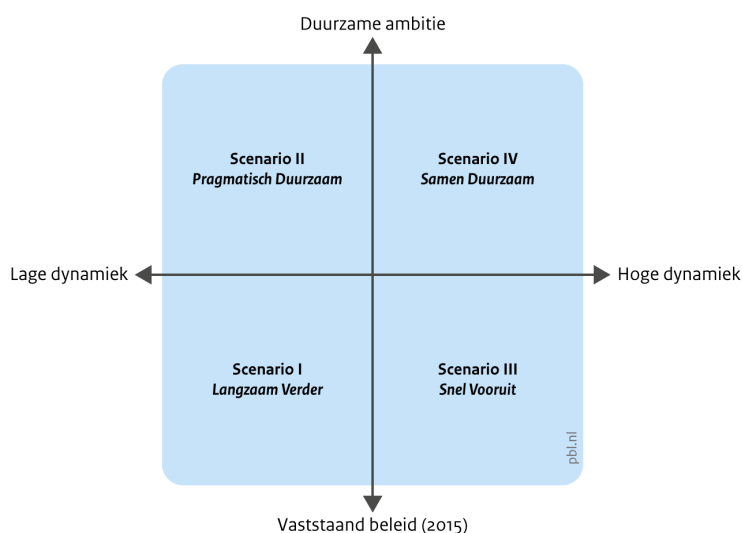 Duurzame ambitie
Scenario II
Pragmatisch Duurzaam
Scenario IV
Samen Duurzaam
Lage dynamiek
Hoge dynamiek
Scenario I
Langzaam Verder
Scenario III
Snel Vooruit
pbl.nl
Vaststaand beleid (2015)